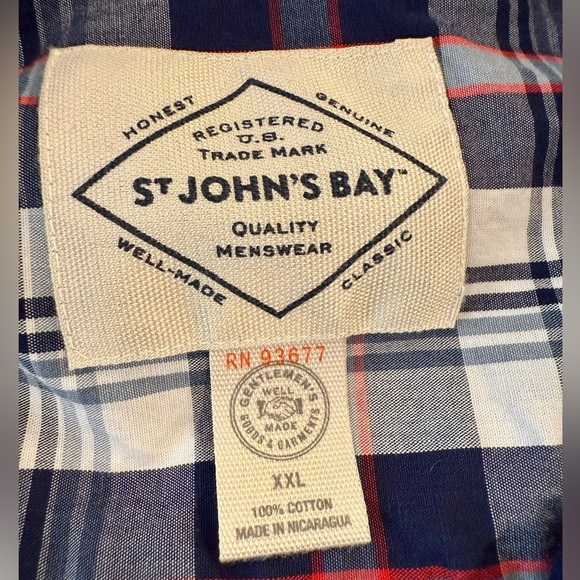 HONEST
GENUINE
REGISTERED
U.S.
TRADE MARK
ST JOHN'S BAY™
QUALITY
MENSWEAR
WELL-MADE
CLASSIC
RN 93677
GENTLEMEN'S
WELL
MADE
GOODS & GARMENTS
XXL
100% COTTON
MADE IN NICARAGUA